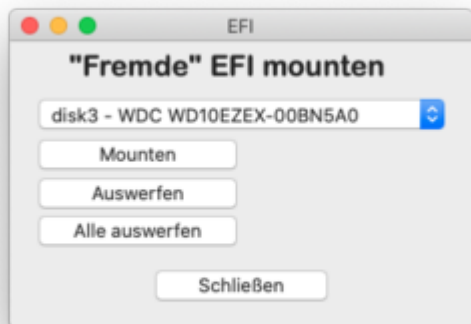 EFI
"Fremde" EFI mounten
disk3 - WDC WD10EZEX-00BN5A0
Mounten
Auswerfen
Alle auswerfen
Schließen